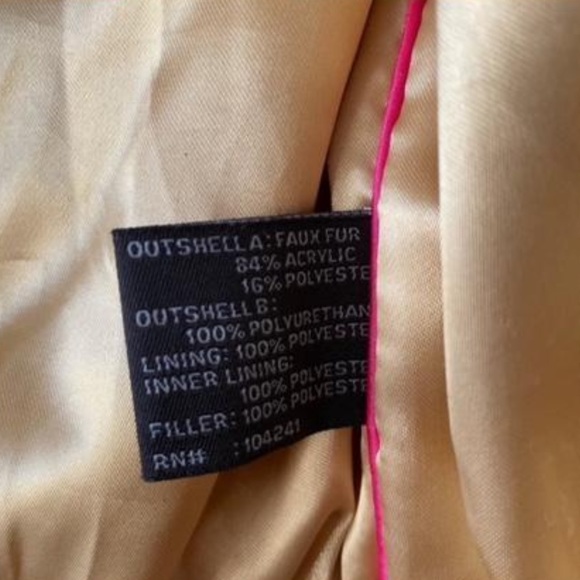 OUTSHELL A: FAUX FUR
84% ACRYLIC
16% POLYESTE
OUTSHELL B:
100% POLYURETHAN
LINING: 100% POLYESTE
INNER LINING:
100% POLYESTE
FILLER: 100% POLYESTE
RN# : 104241